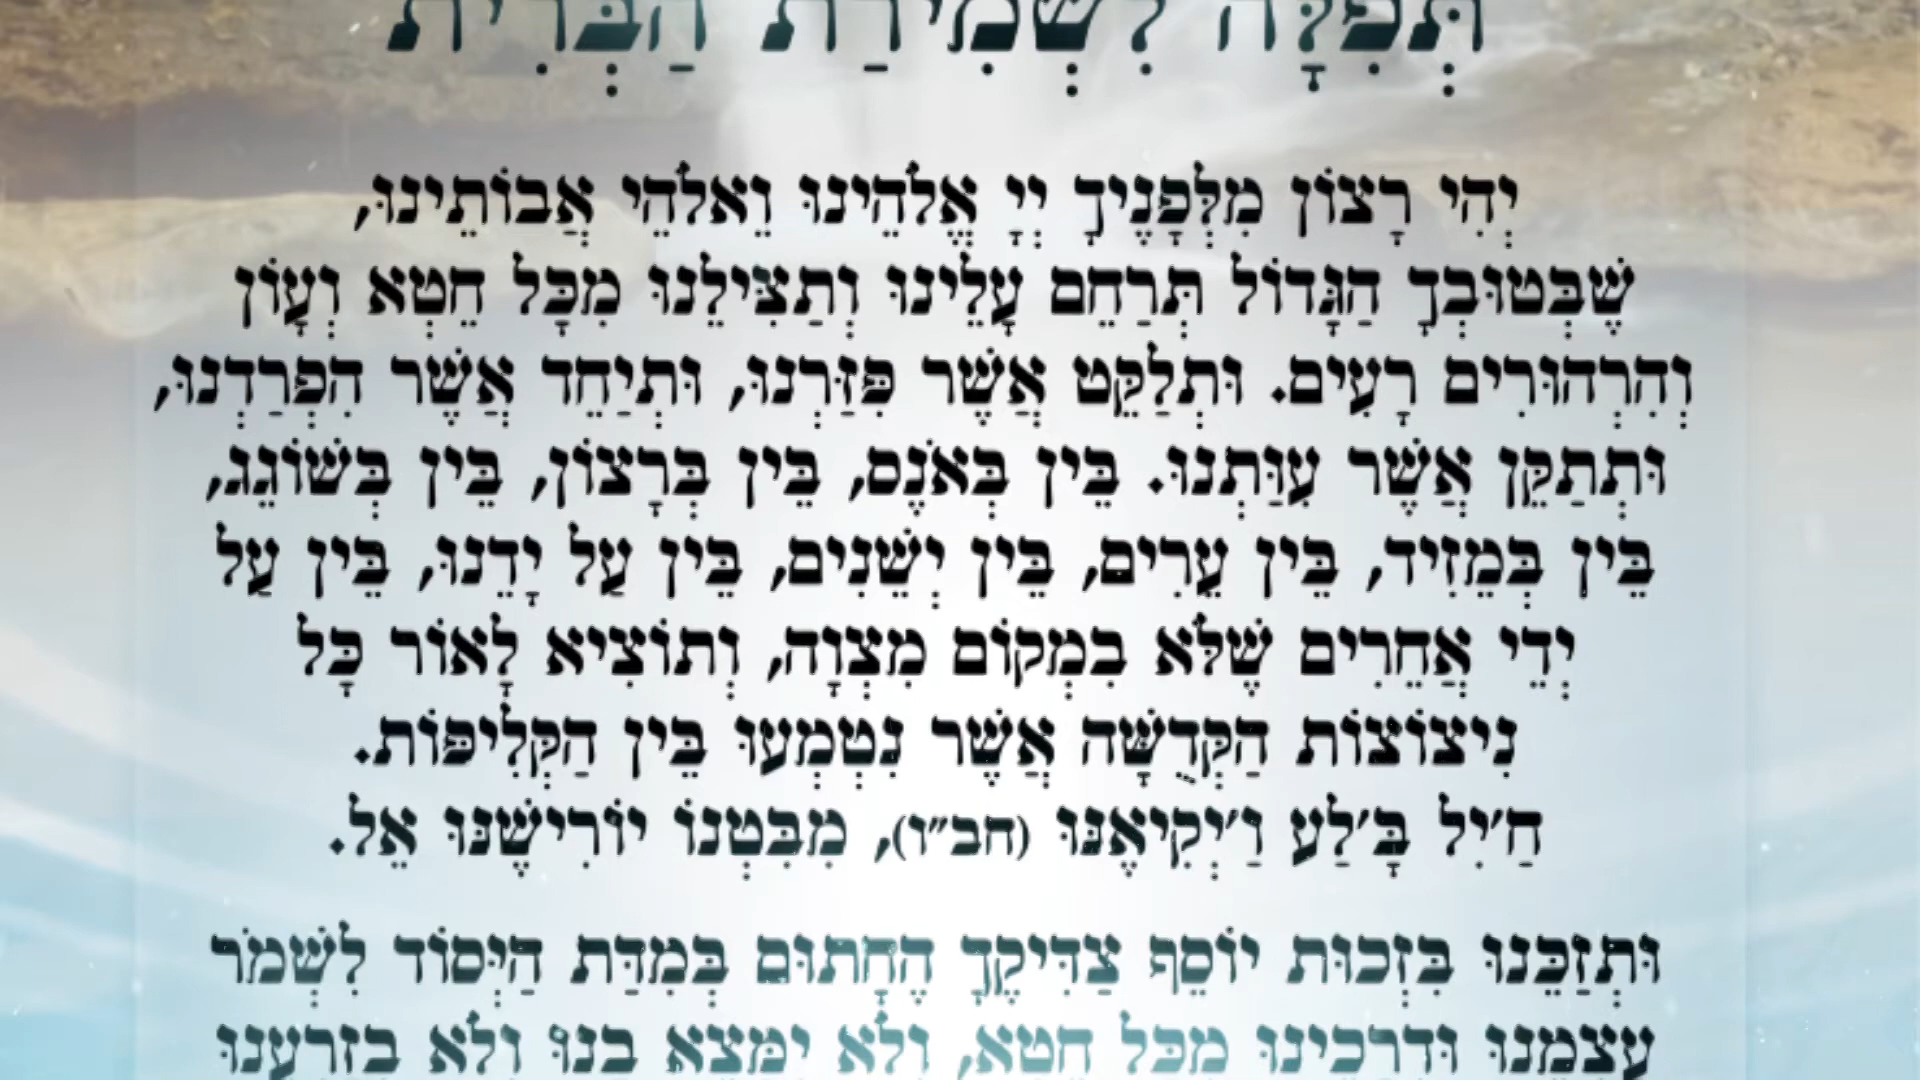 תְּפִלָּה לִשְׁמִירַת הַבְּרִית
יְהִי רָצוֹן מִלְּפָנֶיךָ יְיָ אֱלֹהֵינוּ וֵאלֹהֵי אֲבוֹתֵינוּ,
שֶׁבְּטוּבְךָ הַגָּדוֹל תְּרַחֵם עָלֵינוּ וְתַצִּילֵנוּ מִכָּל חֵטְא וְעָוֹן
וְהִרְהוּרִים רָעִים. וּתְלַקֵּט אֲשֶׁר פִּזַּרְנוּ, וּתְיַחֵד אֲשֶׁר הִפְרַדְנוּ,
וּתְתַקֵּן אֲשֶׁר עִוַּתְנוּ. בֵּין בְּאֹנֶס, בֵּין בְּרָצוֹן, בֵּין בְּשׁוֹגֵג,
בֵּין בְּמֵזִיד, בֵּין עֵרִים, בֵּין יְשֵׁנִים, בֵּין עַל יָדֵנוּ, בֵּין עַל
יְדֵי אֲחֵרִים שֶׁלֹּא בִמְקוֹם מִצְוָה, וְתוֹצִיא לָאוֹר כָּל
נִיצוֹצוֹת הַקְּדֻשָּׁה אֲשֶׁר נִטְמְעוּ בֵּין הַקְּלִיפּוֹת.
חַ׳יִל בָּ׳לַע וַ׳יְקִיאֶנּוּ (חב״ו), מִבִּטְנוֹ יוֹרִישֶׁנּוּ אֵל.
וּתְזַכֵּנוּ בִּזְכוּת יוֹסֵף צַדִּיקֶךָ הֶחָתוּם בְּמִדַּת הַיְּסוֹד לִשְׁמֹר
עַצְמֵנוּ וּדְרָכֵינוּ מִכָּל חֵטְא, וְלֹא יִמָּצֵא בָּנוּ וְלֹא בְזַרְעֵנוּ